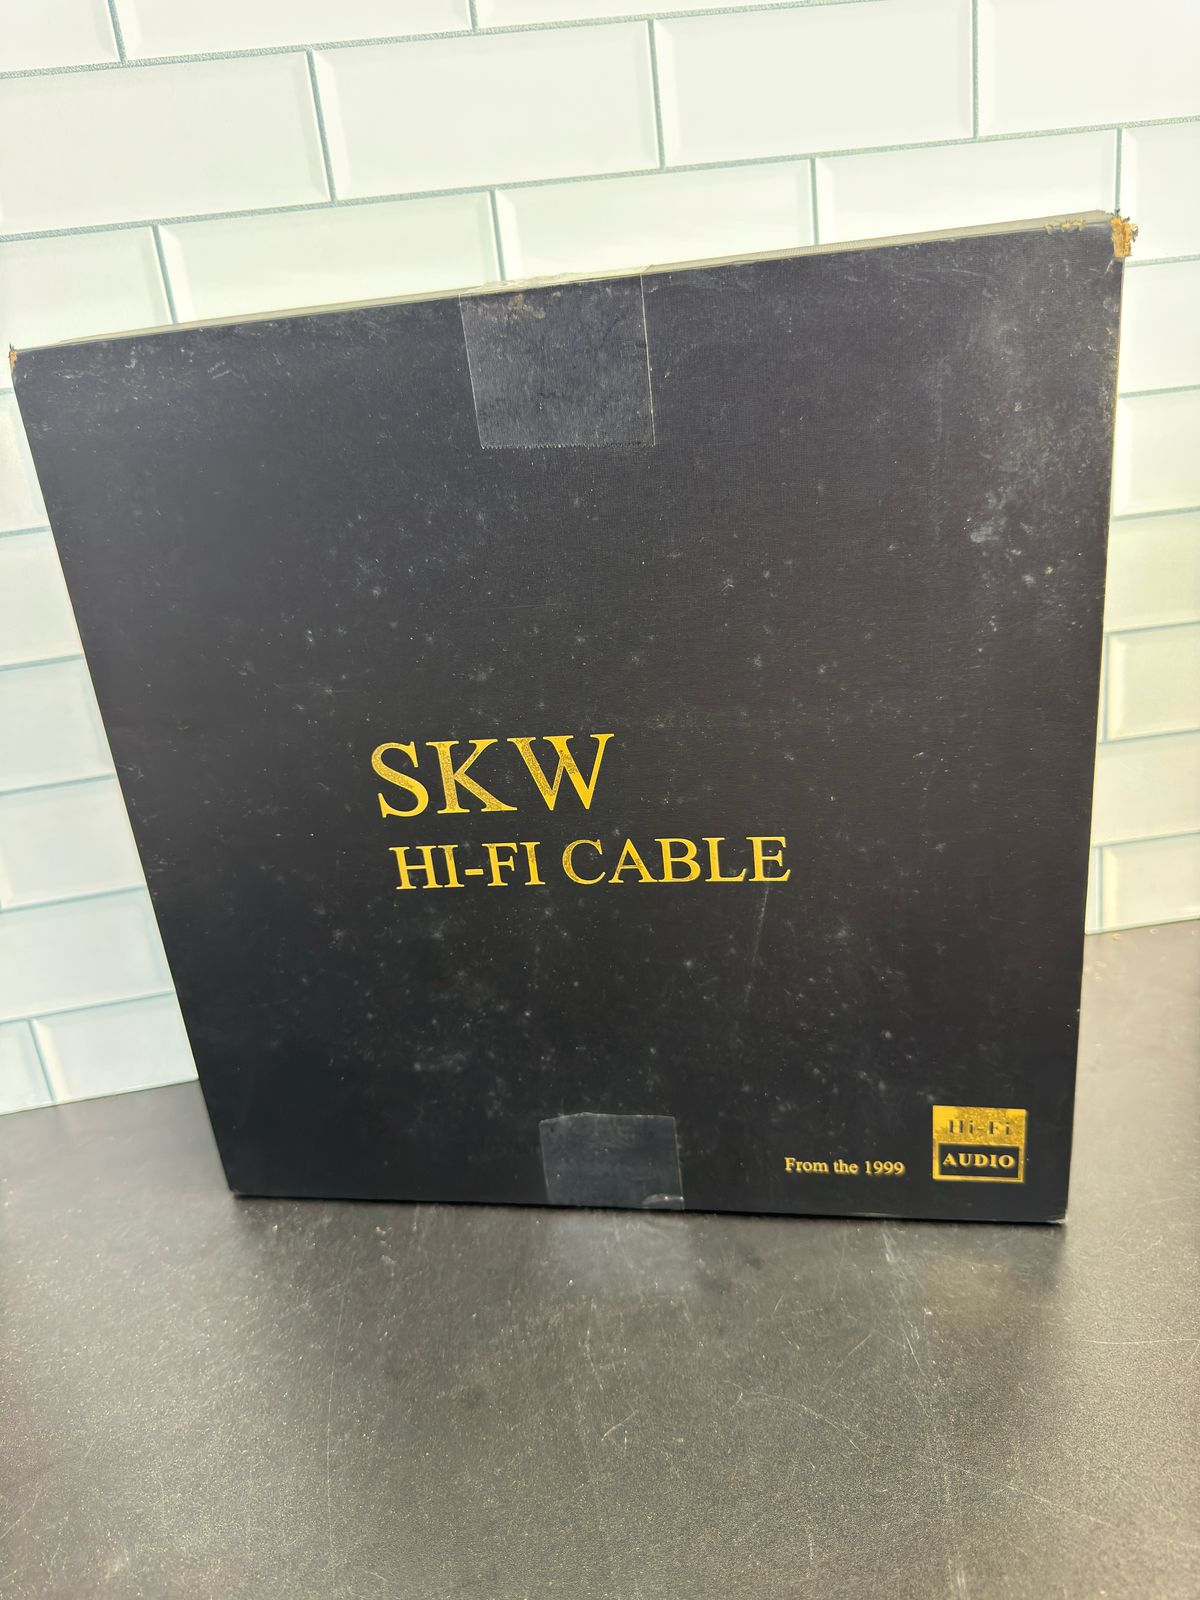 SKW
HI-FI CABLE
From the 1999
Hi-Fi
AUDIO